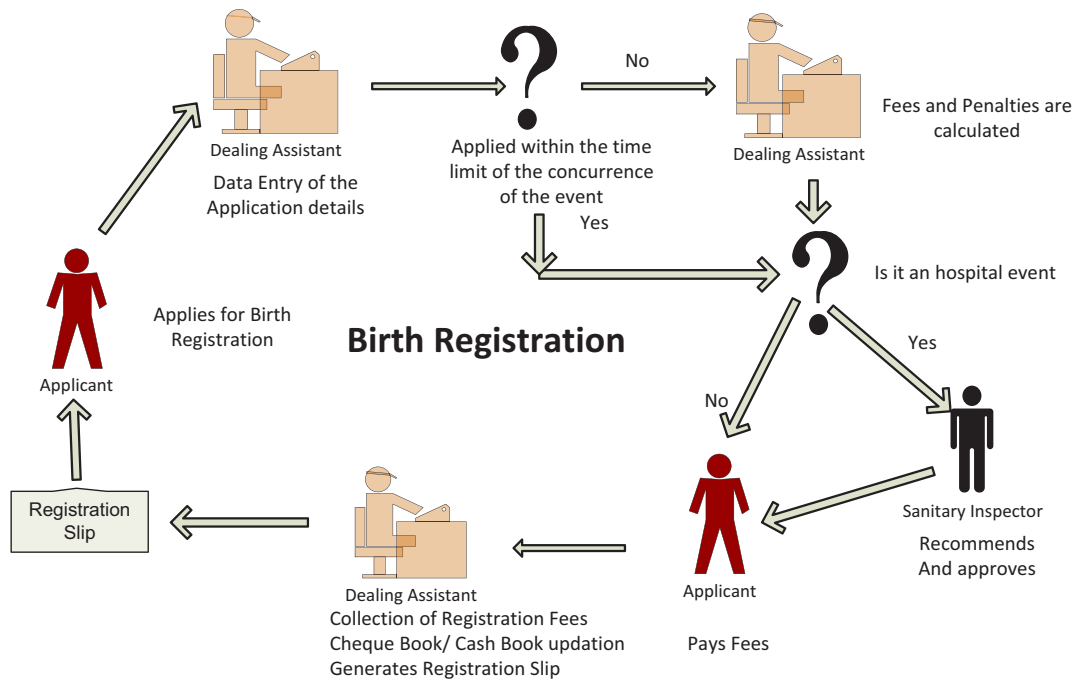 Dealing Assistant
Data Entry of the
Application details
Applied within the time
limit of the concurrence
of the event
No
Yes
Dealing Assistant
Fees and Penalties are
calculated
Is it an hospital event
Yes
No
Sanitary Inspector
Recommends
And approves
Applicant
Pays Fees
Dealing Assistant
Collection of Registration Fees
Cheque Book/ Cash Book updation
Generates Registration Slip
Registration
Slip
Applicant
Applies for Birth
Registration
Birth Registration